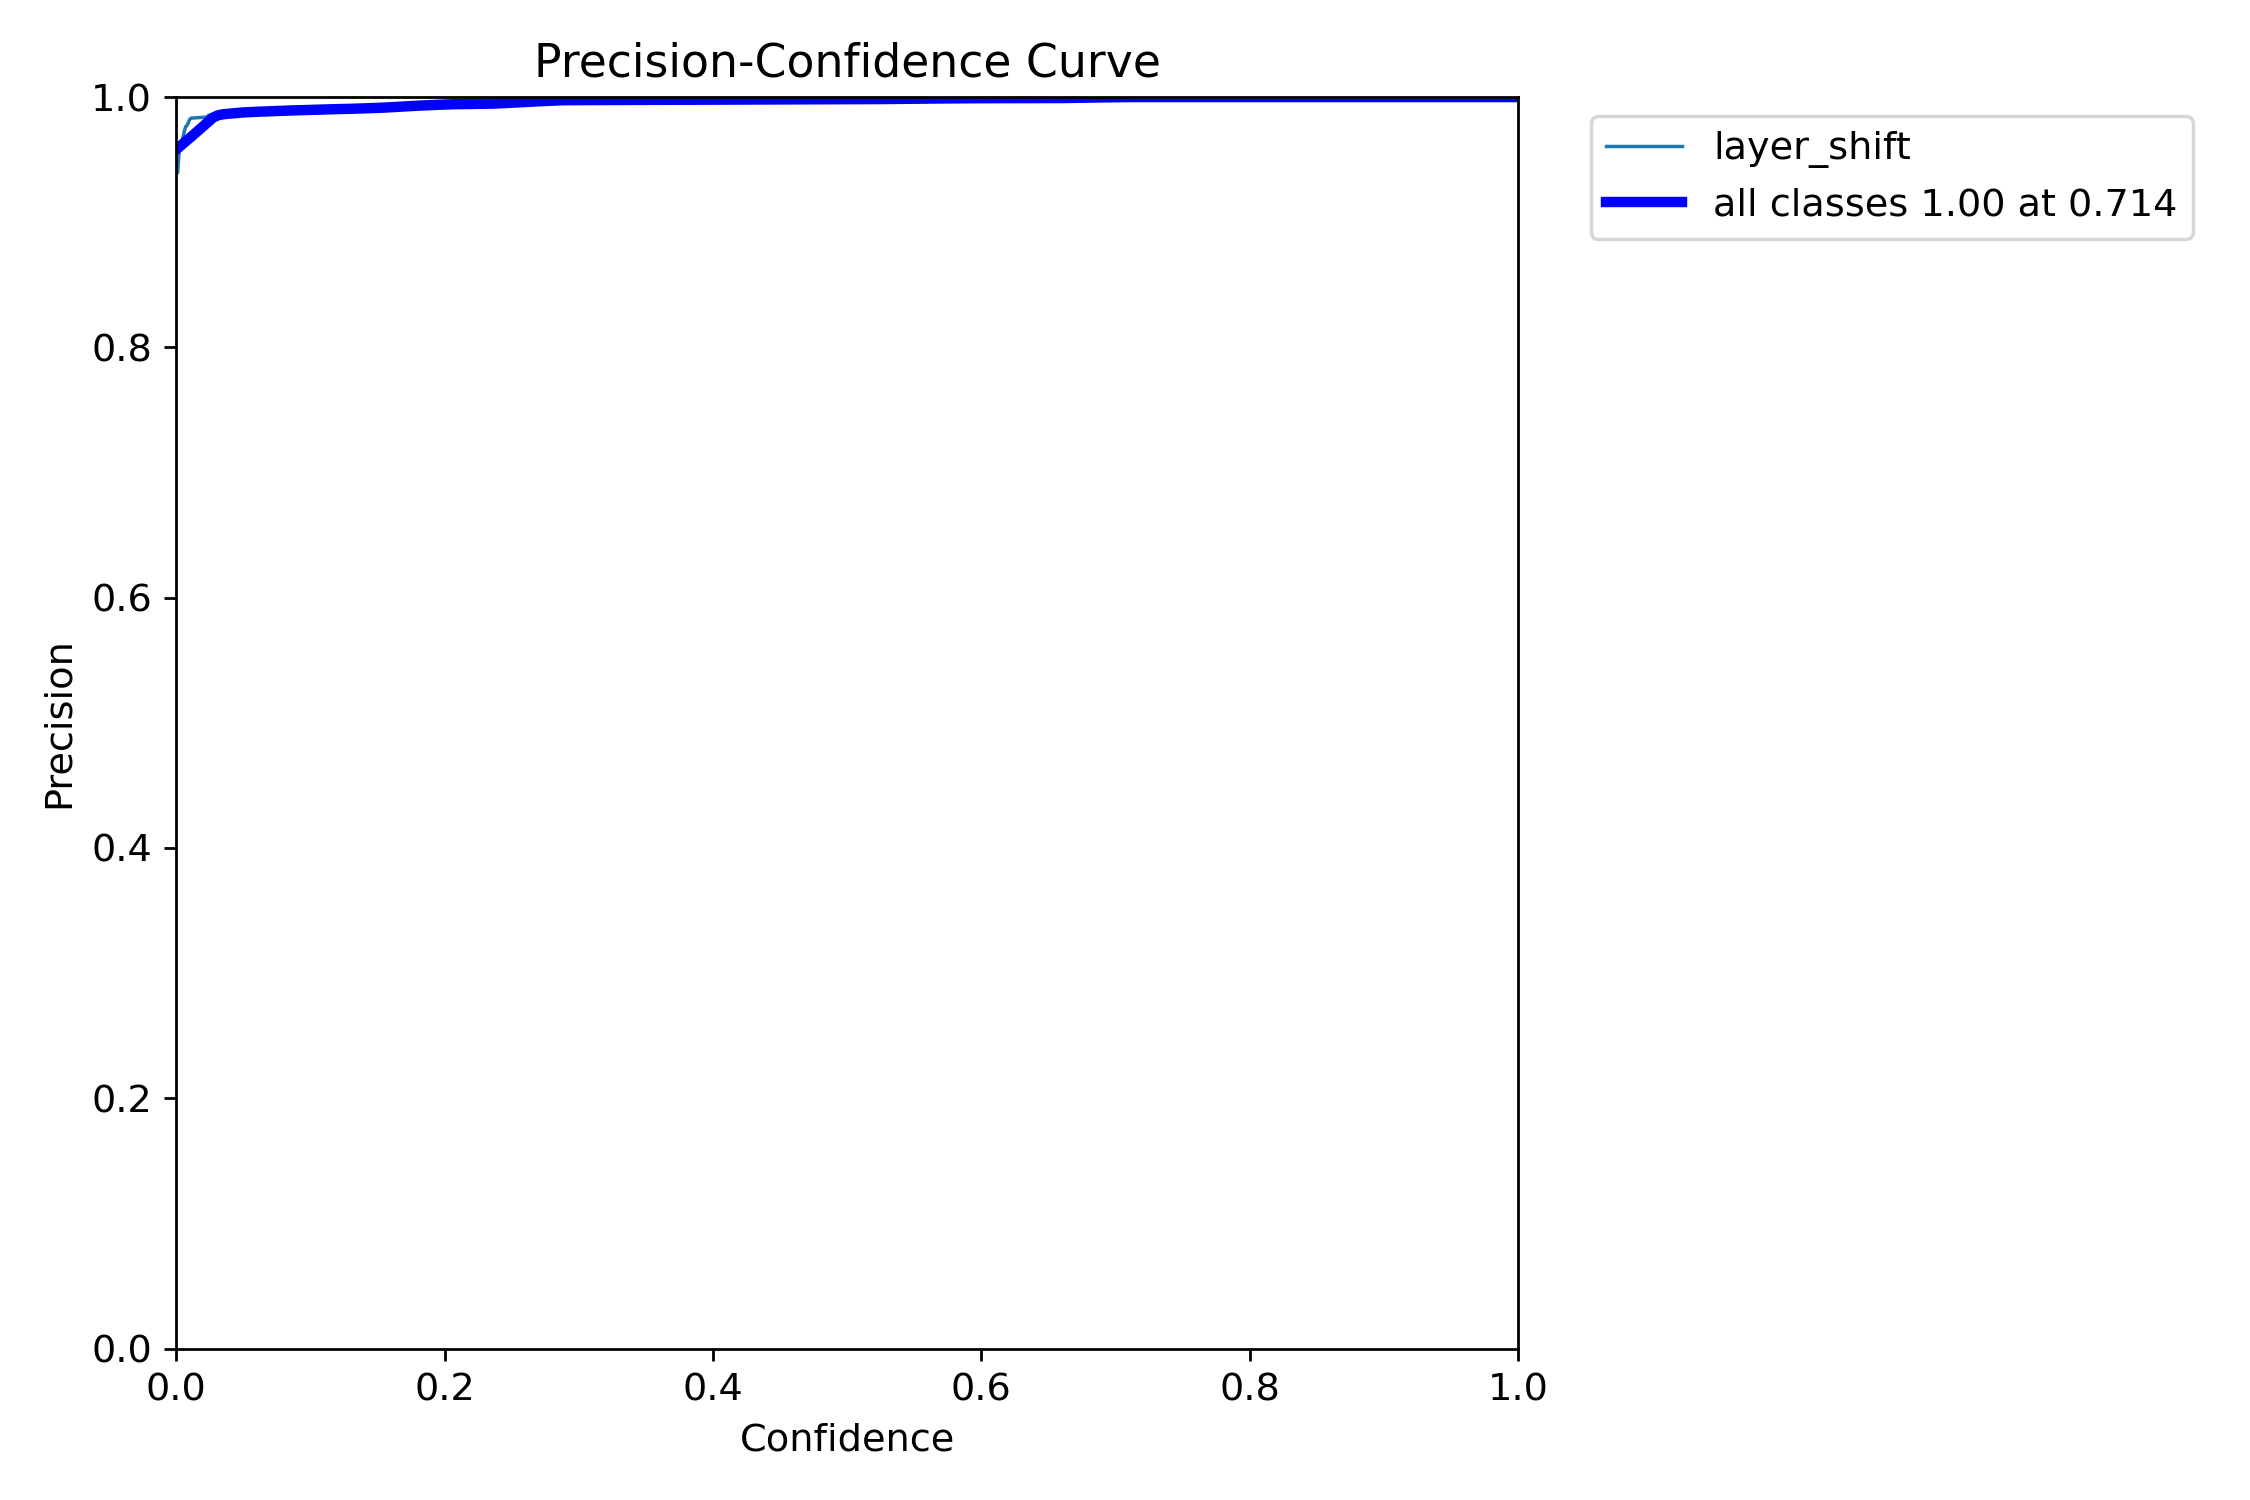 Precision-Confidence Curve
1.0
0.8
0.6
0.4
0.2
0.0
Precision
0.0 0.2 0.4 0.6 0.8 1.0
Confidence
layer_shift
all classes 1.00 at 0.714